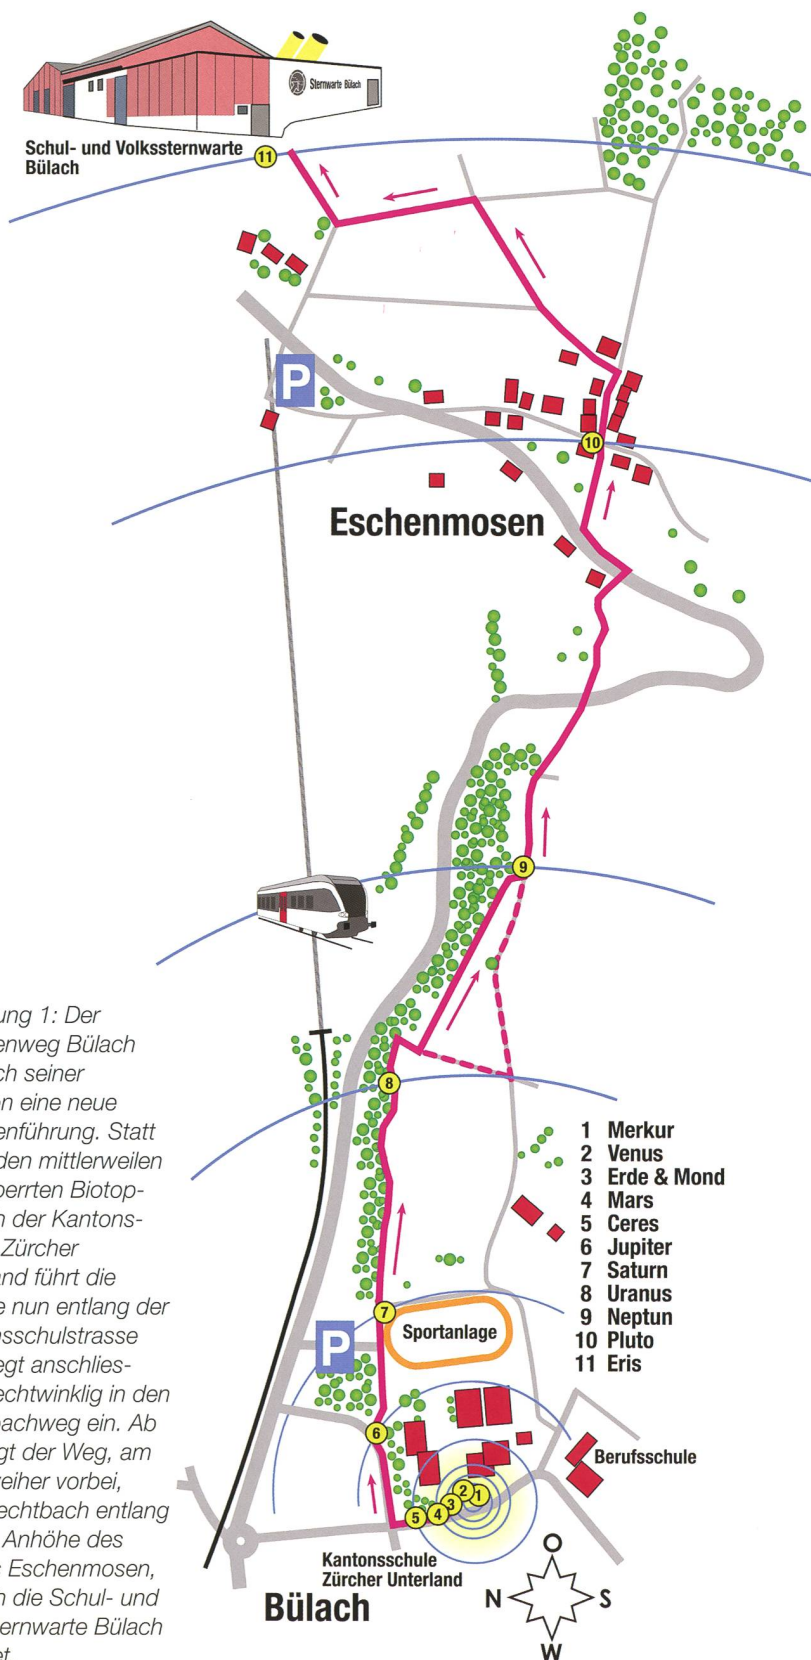 Sternwarte Bülach
Schul- und Volkssternwarte
Bülach
11
P
10
Eschenmosen
9
8
1 Merkur
2 Venus
3 Erde & Mond
4 Mars
5 Ceres
6 Jupiter
7 Saturn
8 Uranus
9 Neptun
10 Pluto
11 Eris
7
Sportanlage
P
6
Berufsschule
5 4 3 2 1
Kantonsschule
Zürcher Unterland
Bülach
O
N S
W
ung 1: Der
enweg Bülach
ch seiner
on eine neue
enführung. Statt
den mittlerweilen
perrten Biotop-
n der Kantons-
Zürcher
and führt die
e nun entlang der
sschulstrasse
egt anschlies-
echtwinklig in den
bachweg ein. Ab
gt der Weg, am
eiher vorbei,
echtbach entlang
Anhöhe des
s Eschenmosen,
n die Schul- und
ternwarte Bülach
et